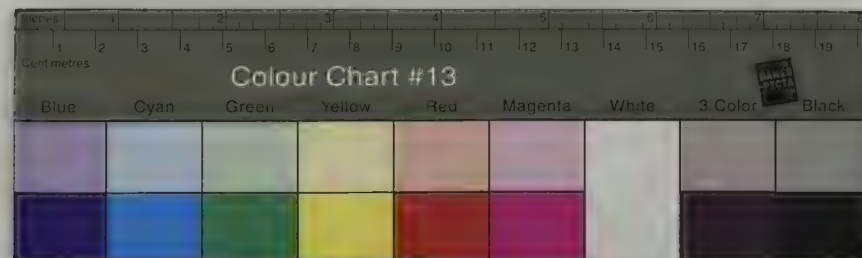 Inches 1 2 3 4 5 6 7
1 2 3 4 5 6 7 8 9 10 11 12 13 14 15 16 17 18 19
Centimetres
Colour Chart #13
Blue Cyan Green Yellow Red Magenta White 3.Color Black